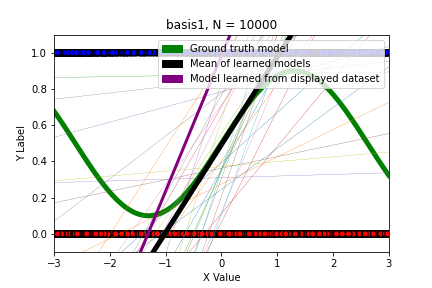 basis1, N = 10000
Ground truth model
Mean of learned models
Model learned from displayed dataset
Y Label
1.0
0.8
0.6
0.4
0.2
0.0
−3
−2
−1
0
1
2
3
X Value